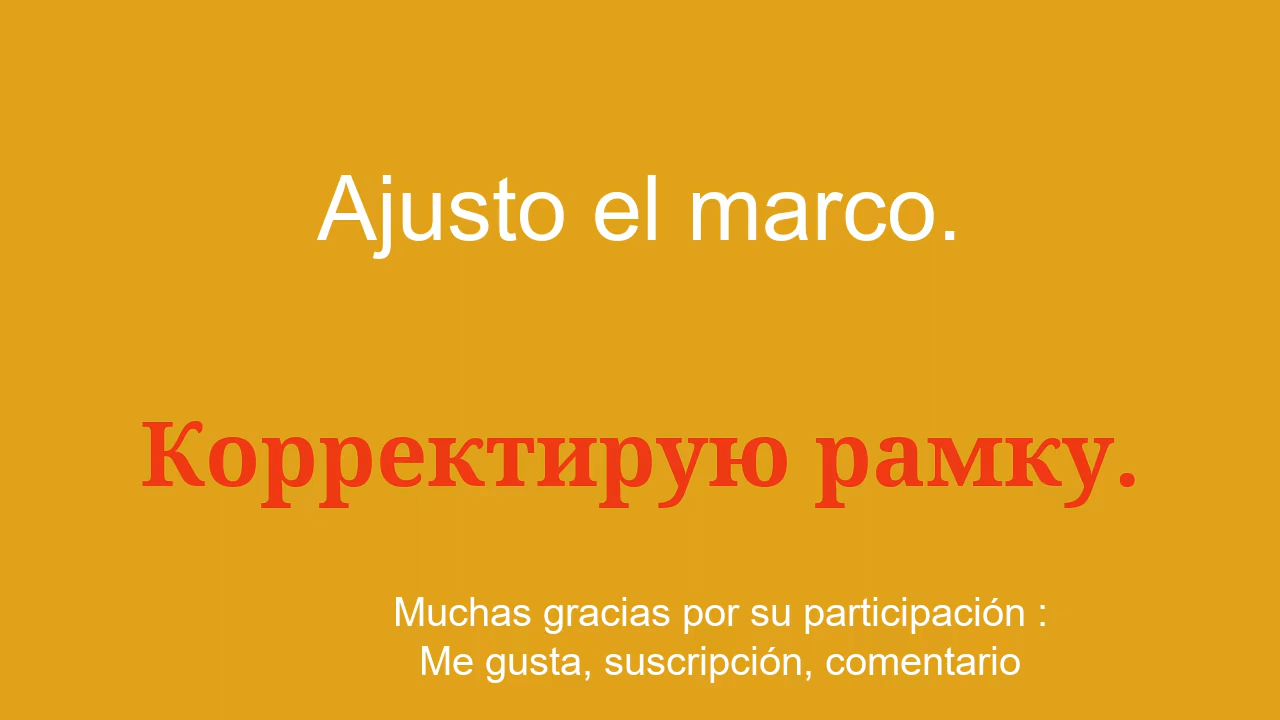 Ajusto el marco.
Корректирую рамку.
Muchas gracias por su participación :
Me gusta, suscripción, comentario